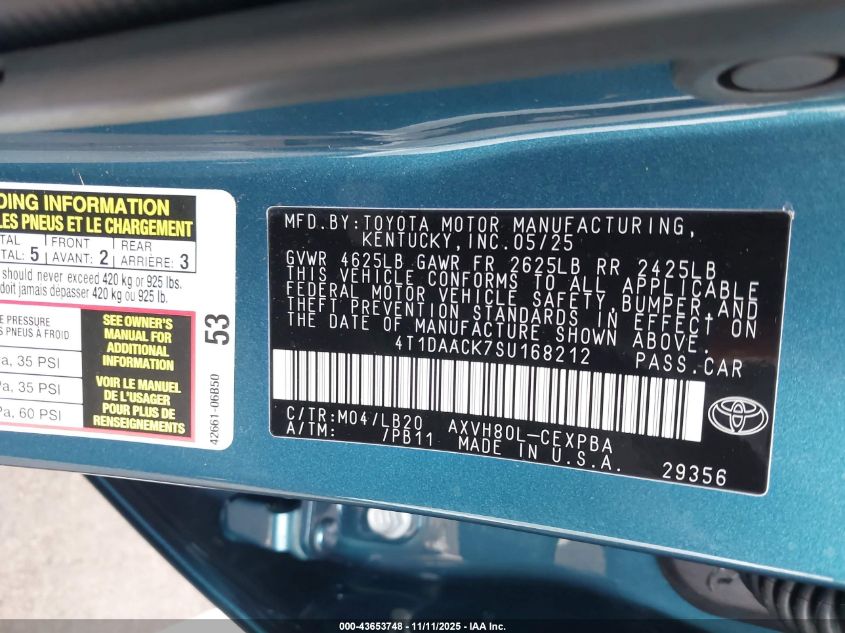 DING INFORMATION
LES PNEUS ET LE CHARGEMENT
TAL FRONT REAR
TAL: 5 AVANT: 2 ARRIÈRE: 3
should never exceed 420 kg or 925 lbs.
doit jamais dépasser 420 kg ou 925 lb.
E PRESSURE
S PNEUS À FROID
a, 35 PSI
a, 35 PSI
Pa, 60 PSI
SEE OWNER'S
MANUAL FOR
ADDITIONAL
INFORMATION
VOIR LE MANUEL
DE L'USAGER
POUR PLUS DE
RENSEIGNEMENTS
53
42661-06B50
MFD.BY:TOYOTA MOTOR MANUFACTURING,
KENTUCKY,INC.05/25
GVWR 4625LB GAWR FR 2625LB RR 2425LB
THIS VEHICLE CONFORMS TO ALL APPLICABLE
FEDERAL MOTOR VEHICLE SAFETY,BUMPER,AND
THEFT PREVENTION STANDARDS IN EFFECT ON
THE DATE OF MANUFACTURE SHOWN ABOVE.
4T1DAACK7SU168212 PASS.CAR
C/TR:M04/LB20 AXVH80L-CEXPBA
A/TM: 7PB11 MADE IN U.S.A.
29356
000-43653748 - 11/11/2025 - IAA Holdings, LLC